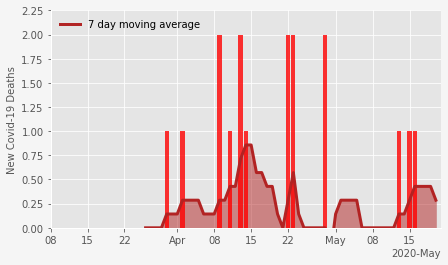 7 day moving average
New Covid-19 Deaths
2.25
2.00
1.75
1.50
1.25
1.00
0.75
0.50
0.25
0.00
08 15 22 Apr 08 15 22 May 08 15
2020-May